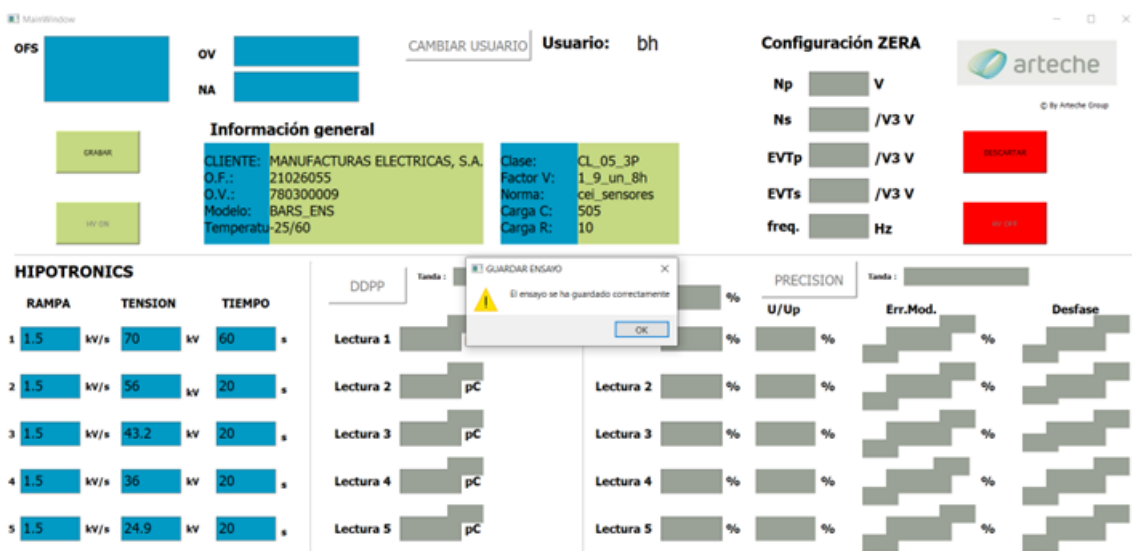 MainWindow
OFS
OV
NA
CAMBIAR USUARIO
Usuario: bh
Configuración ZERA
arteche
© By Arteche Group
Np V
Ns /V3 V
EVTp /V3 V
EVTs /V3 V
freq. Hz
GRABAR
HV ON
DESCARTAR
HV OFF
Información general
CLIENTE: MANUFACTURAS ELECTRICAS, S.A.
O.F.: 21026055
O.V.: 780300009
Modelo: BARS_ENS
Temperatu -25/60
Clase: CL_05_3P
Factor V: 1_9_un_8h
Norma: cei_sensores
Carga C: 505
Carga R: 10
HIPOTRONICS
RAMPA TENSION TIEMPO
1 1.5 kV/s 70 kV 60 s
2 1.5 kV/s 56 kV 20 s
3 1.5 kV/s 43.2 kV 20 s
4 1.5 kV/s 36 kV 20 s
5 1.5 kV/s 24.9 kV 20 s
DDPP
Tanda :
Lectura 1
Lectura 2 pC
Lectura 3 pC
Lectura 4 pC
Lectura 5 pC
GUARDAR ENSAYO
El ensayo se ha guardado correctamente
OK
PRECISION
Tanda :
%
U/Up Err.Mod. Desfase
% % %
Lectura 2 % % %
Lectura 3 % % %
Lectura 4 % % %
Lectura 5 % % %